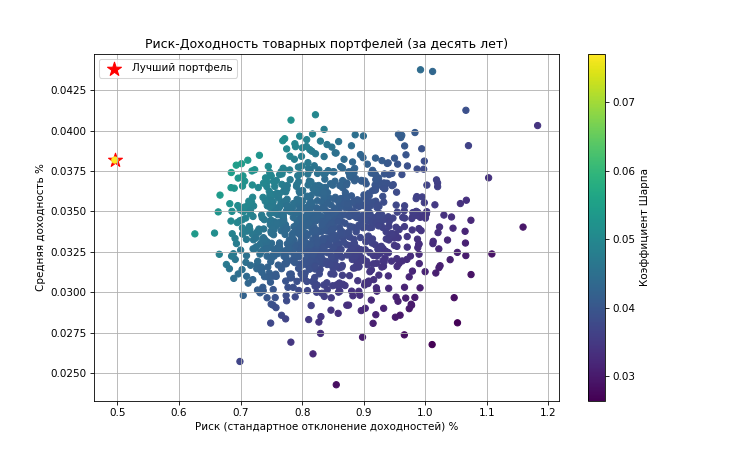 Риск-Доходность товарных портфелей (за десять лет)
Лучший портфель
0.0425
0.0400
0.0375
0.0350
0.0325
0.0300
0.0275
0.0250
Средняя доходность %
0.5 0.6 0.7 0.8 0.9 1.0 1.1 1.2
Риск (стандартное отклонение доходностей) %
0.07
0.06
0.05
0.04
0.03
Коэффициент Шарпа